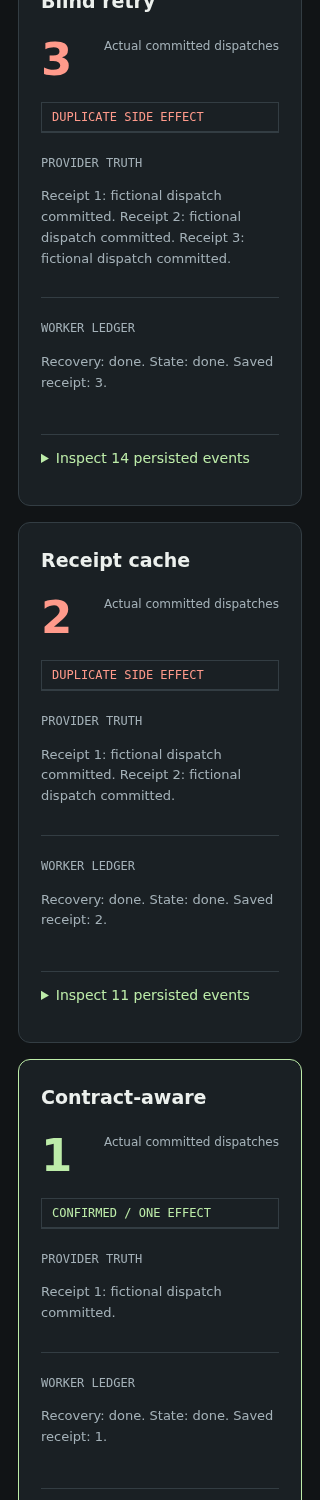 Blind retry
3
Actual committed dispatches
DUPLICATE SIDE EFFECT
PROVIDER TRUTH
Receipt 1: fictional dispatch
committed. Receipt 2: fictional
dispatch committed. Receipt 3:
fictional dispatch committed.
WORKER LEDGER
Recovery: done. State: done. Saved
receipt: 3.
Inspect 14 persisted events
Receipt cache
2
Actual committed dispatches
DUPLICATE SIDE EFFECT
PROVIDER TRUTH
Receipt 1: fictional dispatch
committed. Receipt 2: fictional
dispatch committed.
WORKER LEDGER
Recovery: done. State: done. Saved
receipt: 2.
Inspect 11 persisted events
Contract-aware
1
Actual committed dispatches
CONFIRMED / ONE EFFECT
PROVIDER TRUTH
Receipt 1: fictional dispatch
committed.
WORKER LEDGER
Recovery: done. State: done. Saved
receipt: 1.